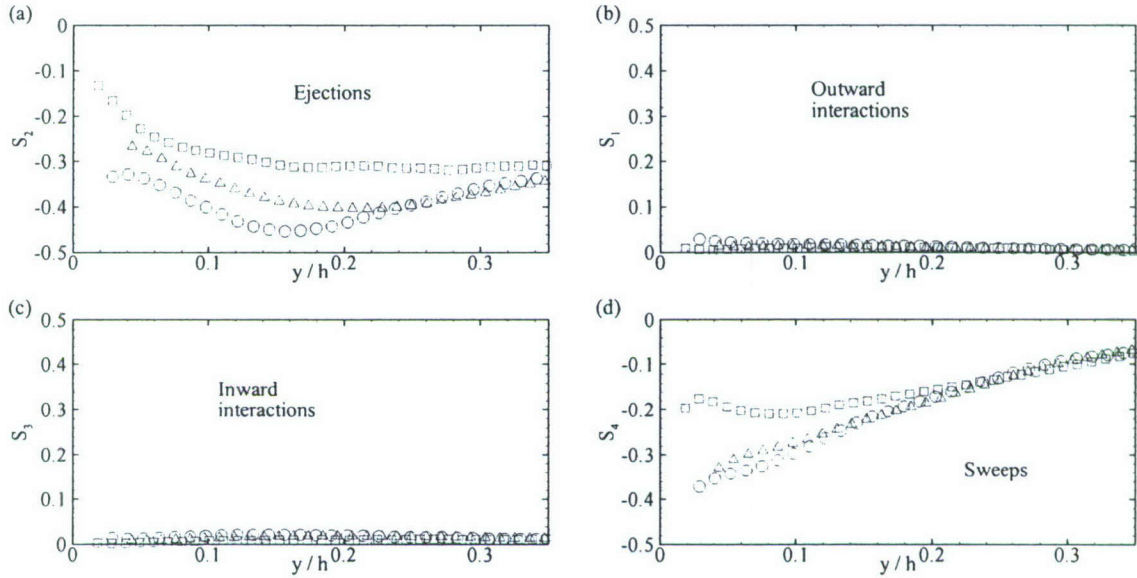 (a)
0
-0.1
-0.2
-0.3
-0.4
-0.5
S2
Ejections
0
0.1
0.2
0.3
y / h
(b)
0.5
0.4
0.3
0.2
0.1
0
S1
Outward
interactions
0
0.1
0.2
0.3
y / h
(c)
0.5
0.4
0.3
0.2
0.1
0
S3
Inward
interactions
0
0.1
0.2
0.3
y / h
(d)
0
-0.1
-0.2
-0.3
-0.4
-0.5
S4
Sweeps
0
0.1
0.2
0.3
y / h